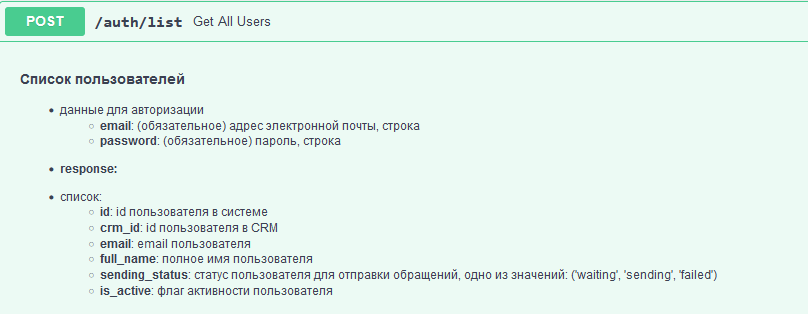 POST /auth/list Get All Users
Список пользователей
данные для авторизации
email: (обязательное) адрес электронной почты, строка
password: (обязательное) пароль, строка
response:
список:
id: id пользователя в системе
crm_id: id пользователя в CRM
email: email пользователя
full_name: полное имя пользователя
sending_status: статус пользователя для отправки обращений, одно из значений: ('waiting', 'sending', 'failed')
is_active: флаг активности пользователя